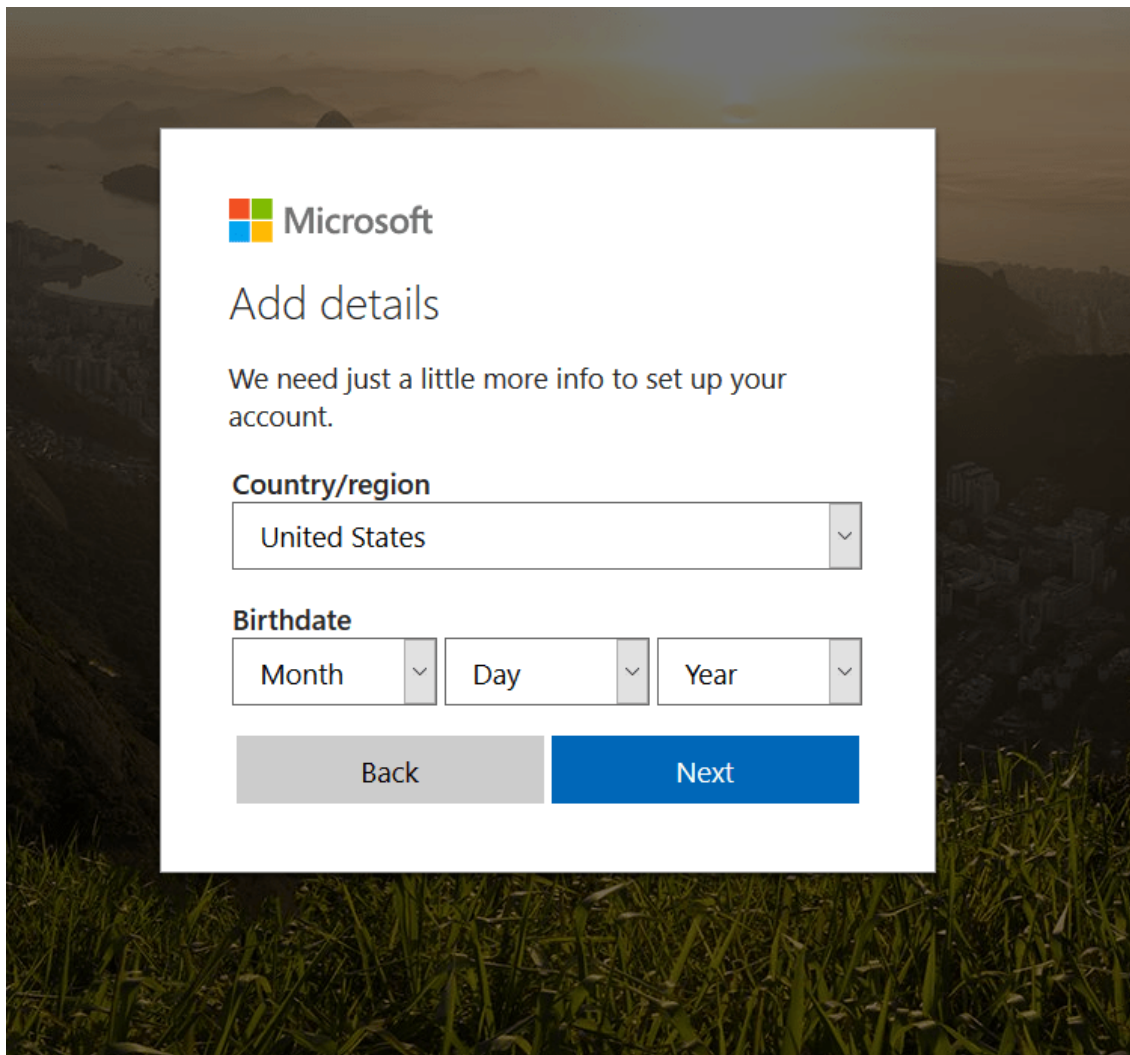 Microsoft
Add details
We need just a little more info to set up your
account.
Country/region
United States
Birthdate
Month Day Year
Back Next